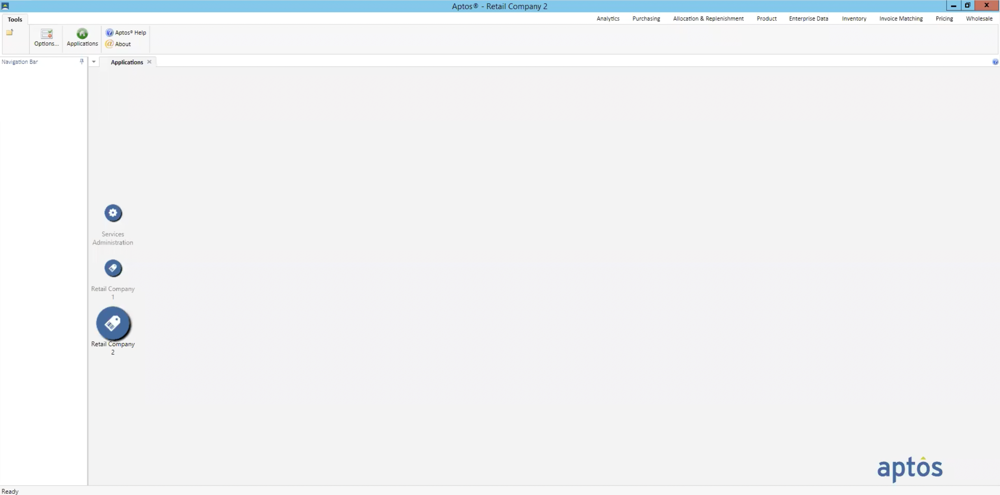 Aptos® - Retail Company 2
Tools
Analytics Purchasing Allocation & Replenishment Product Enterprise Data Inventory Invoice Matching Pricing Wholesale
Options...
Applications
Aptos® Help
About
Navigation Bar
Applications
Services
Administration
Retail Company
1
Retail Company
2
aptos
Ready